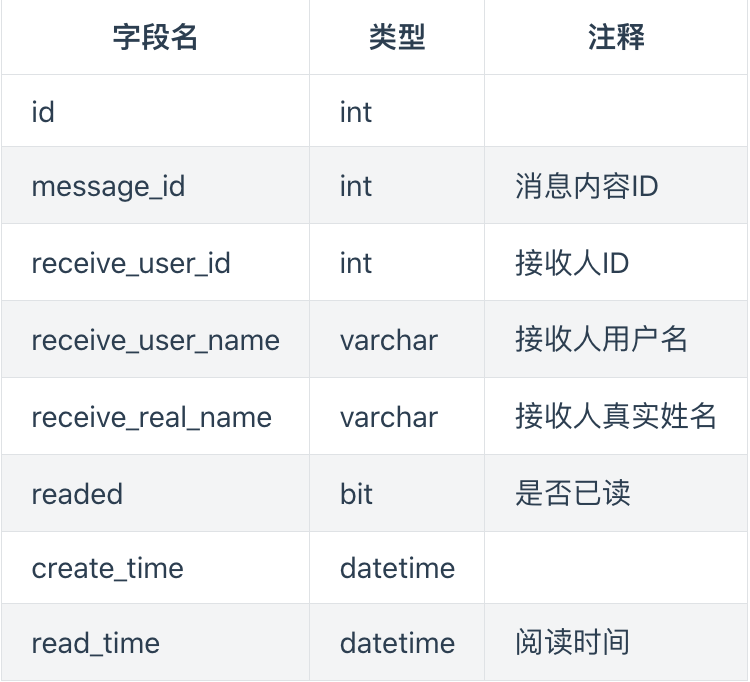 字段名 类型 注释
id int
message_id int 消息内容ID
receive_user_id int 接收人ID
receive_user_name varchar 接收人用户名
receive_real_name varchar 接收人真实姓名
readed bit 是否已读
create_time datetime
read_time datetime 阅读时间